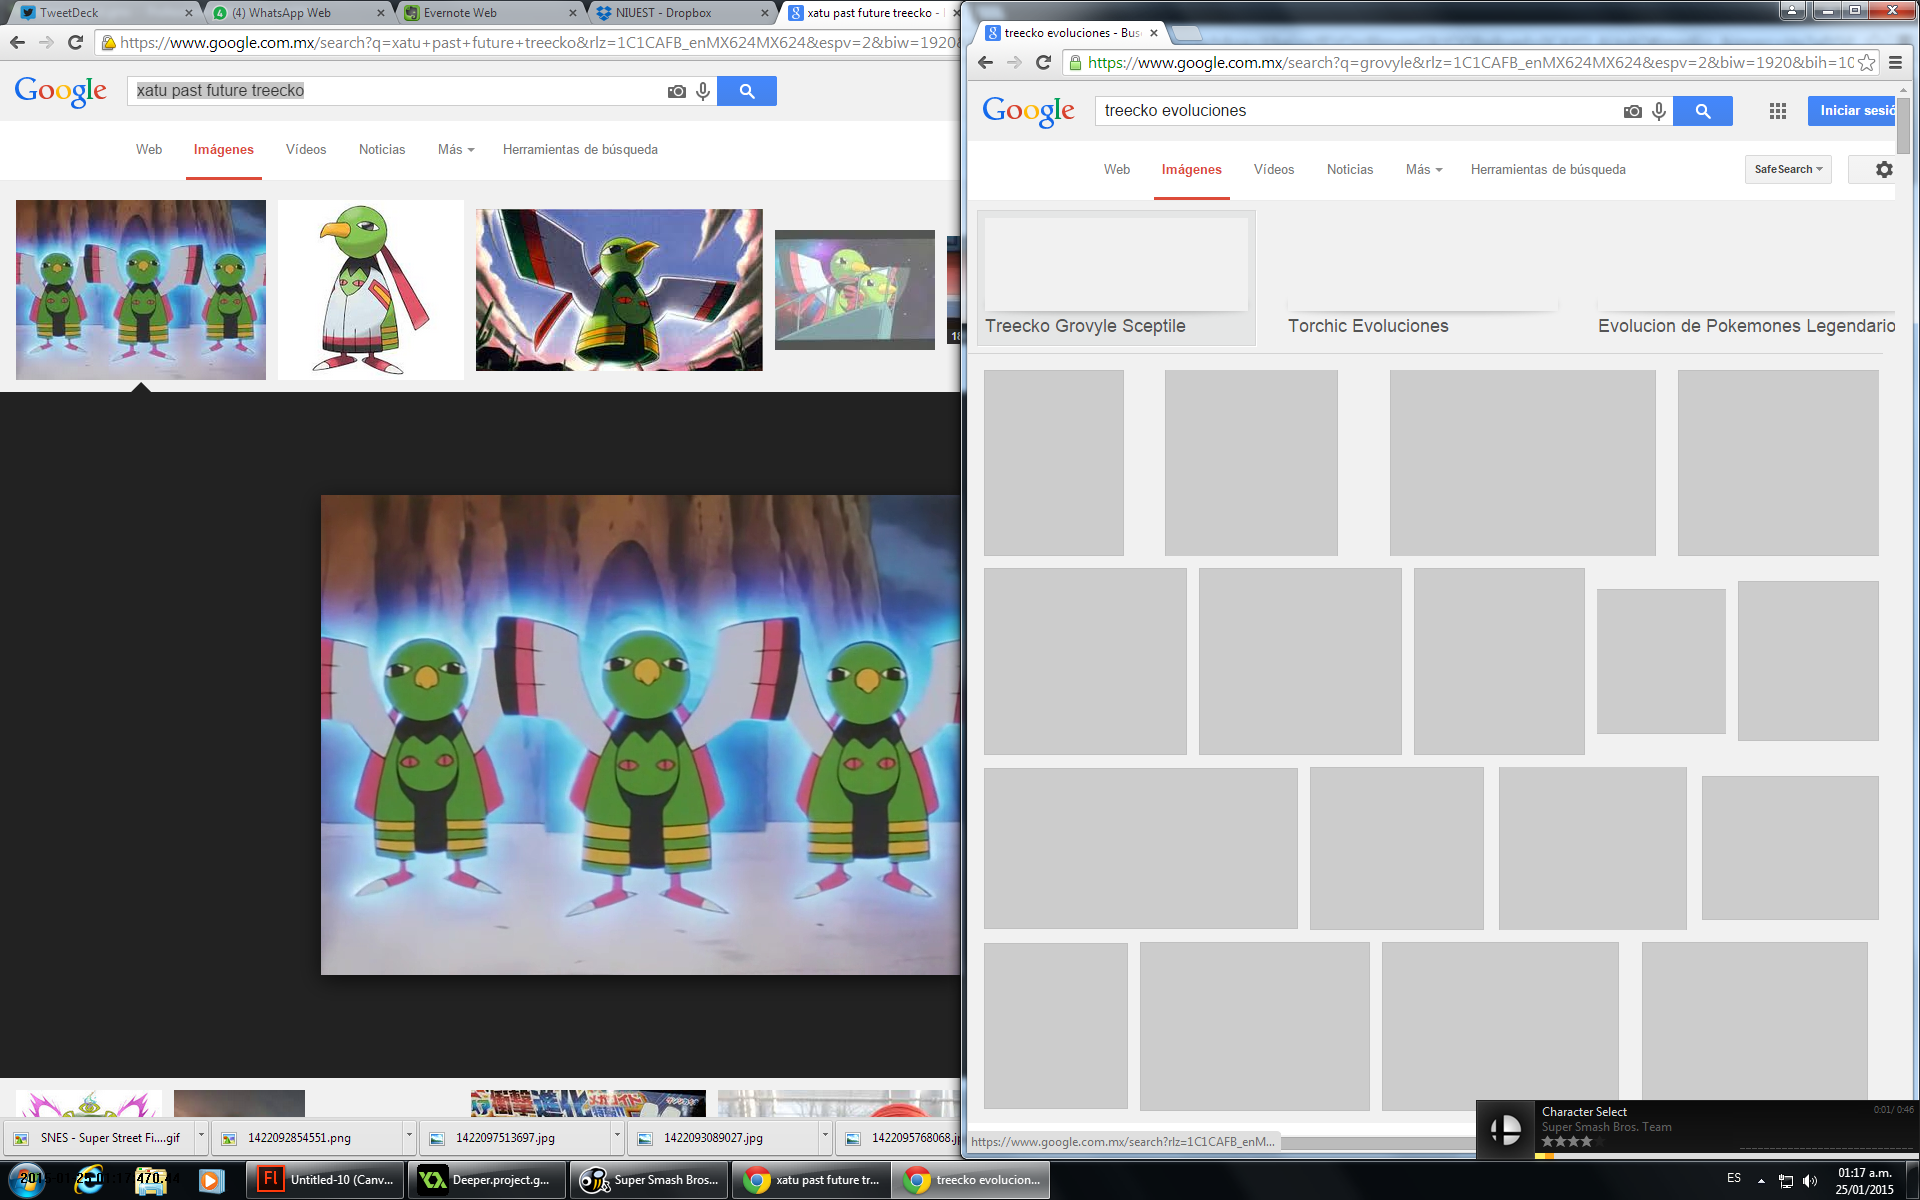 TweetDeck
(4) WhatsApp Web
Evernote Web
NIUEST - Dropbox
xatu past future treecko -
https://www.google.com.mx/search?q=xatu+past+future+treecko&rlz=1C1CAFB_enMX624MX624&espv=2&biw=1920
Google
xatu past future treecko
Web
Imágenes
Vídeos
Noticias
Más
Herramientas de búsqueda
18
treecko evoluciones - Bus
https://www.google.com.mx/search?q=grovyle&rlz=1C1CAFB_enMX624MX624&espv=2&biw=1920&bih=10
Google
treecko evoluciones
Iniciar sesió
Web
Imágenes
Vídeos
Noticias
Más
Herramientas de búsqueda
SafeSearch
Treecko Grovyle Sceptile
Torchic Evoluciones
Evolucion de Pokemones Legendario
https://www.google.com.mx/search?rlz=1C1CAFB_enM...
Character Select
0:01/ 0:46
Super Smash Bros. Team
SNES - Super Street Fi....gif
1422092854551.png
1422097513697.jpg
1422093089027.jpg
1422095768068.j
Untitled-10 (Canv...
Deeper.project.g...
Super Smash Bros...
xatu past future tr...
treecko evolucion...
ES
01:17 a.m.
25/01/2015